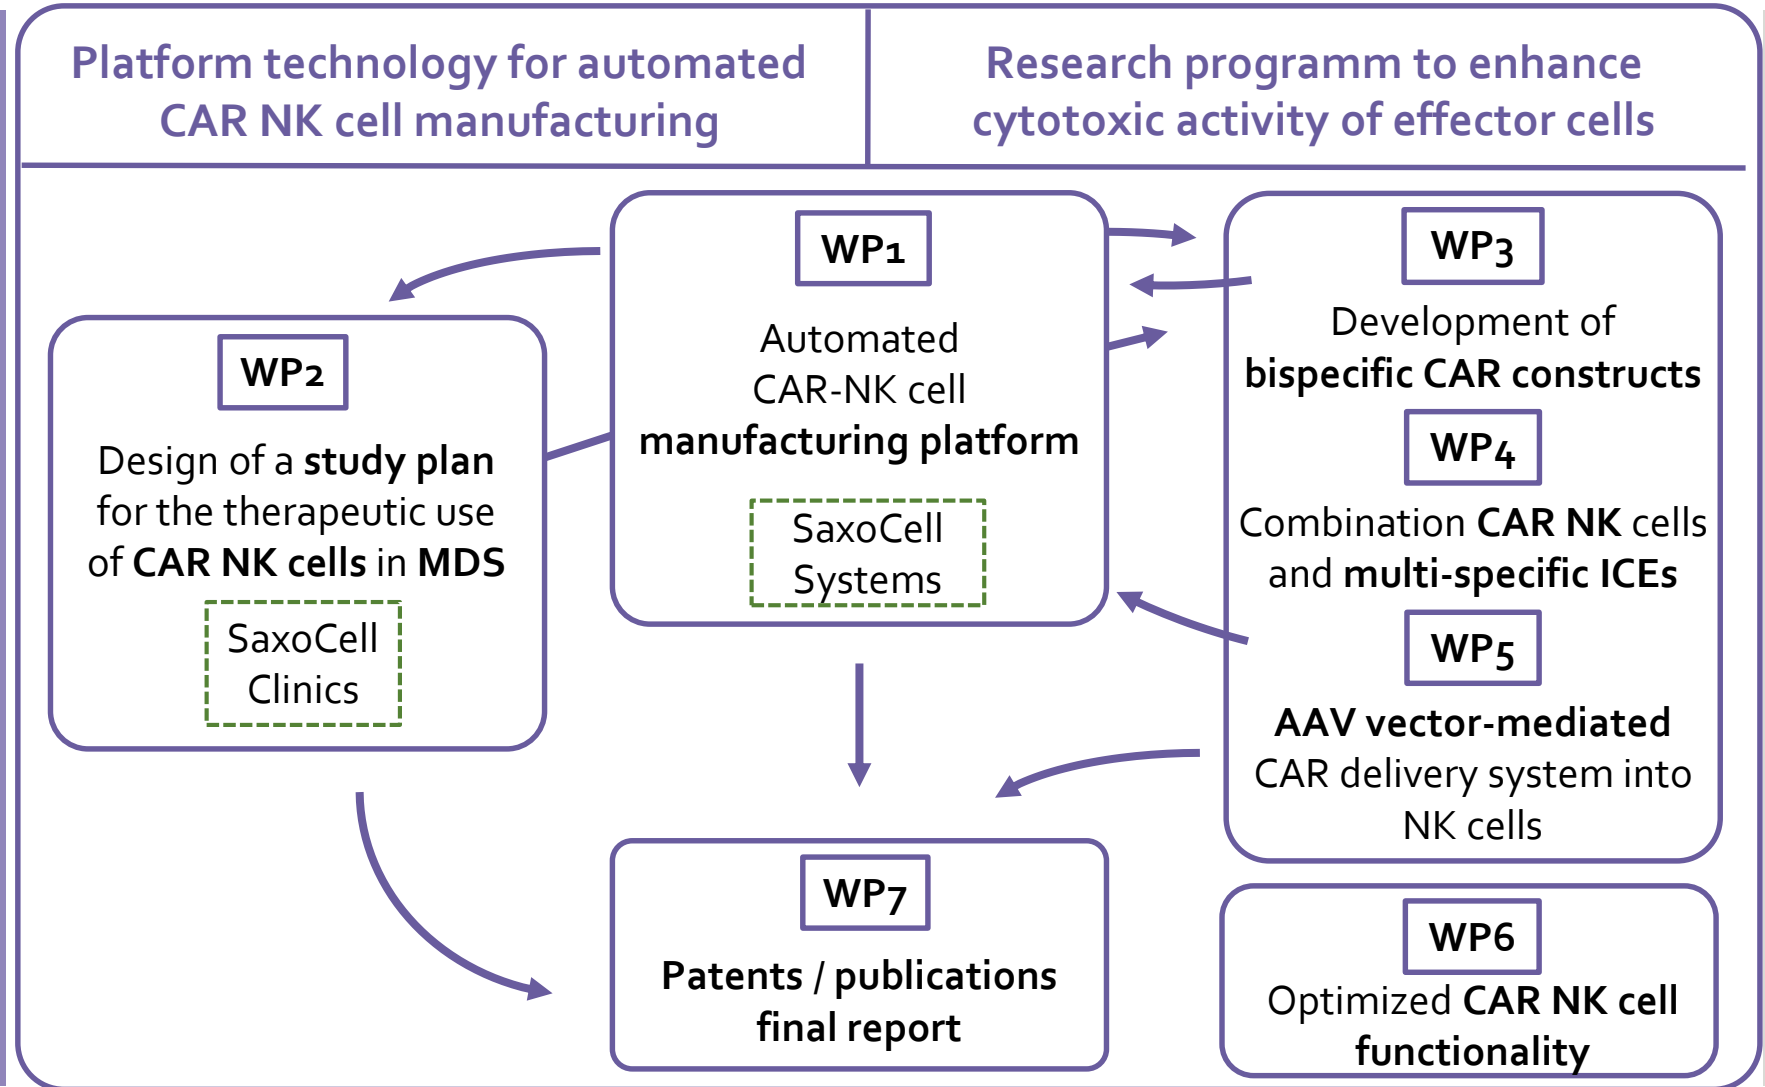 Platform technology for automated
CAR NK cell manufacturing
Research programm to enhance
cytotoxic activity of effector cells
WP1
Automated
CAR-NK cell
manufacturing platform
SaxoCell
Systems
WP2
Design of a study plan
for the therapeutic use
of CAR NK cells in MDS
SaxoCell
Clinics
WP3
Development of
bispecific CAR constructs
WP4
Combination CAR NK cells
and multi-specific ICEs
WP5
AAV vector-mediated
CAR delivery system into
NK cells
WP6
Optimized CAR NK cell
functionality
WP7
Patents / publications
final report